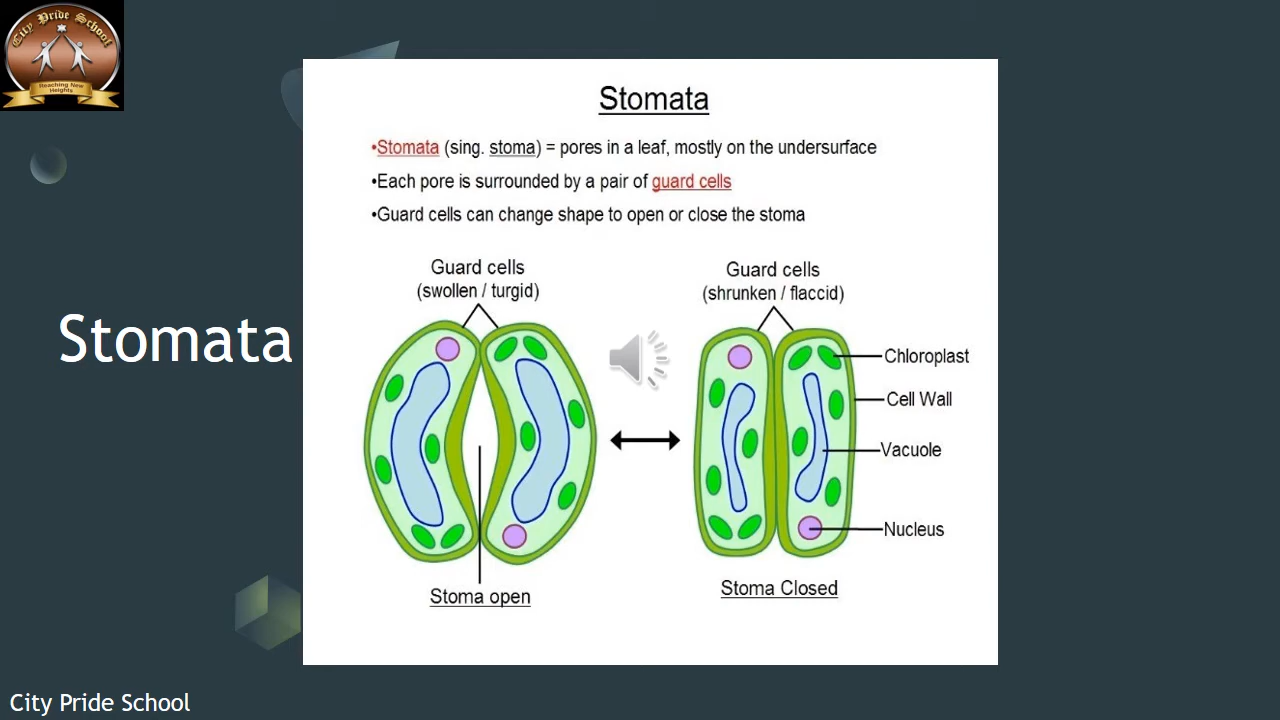 City Pride School
Reaching New
Heights
Stomata
Stomata
•Stomata (sing. stoma) = pores in a leaf, mostly on the undersurface
•Each pore is surrounded by a pair of guard cells
•Guard cells can change shape to open or close the stoma
Guard cells
(swollen / turgid)
Guard cells
(shrunken / flaccid)
Chloroplast
Cell Wall
Vacuole
Nucleus
Stoma open
Stoma Closed
City Pride School